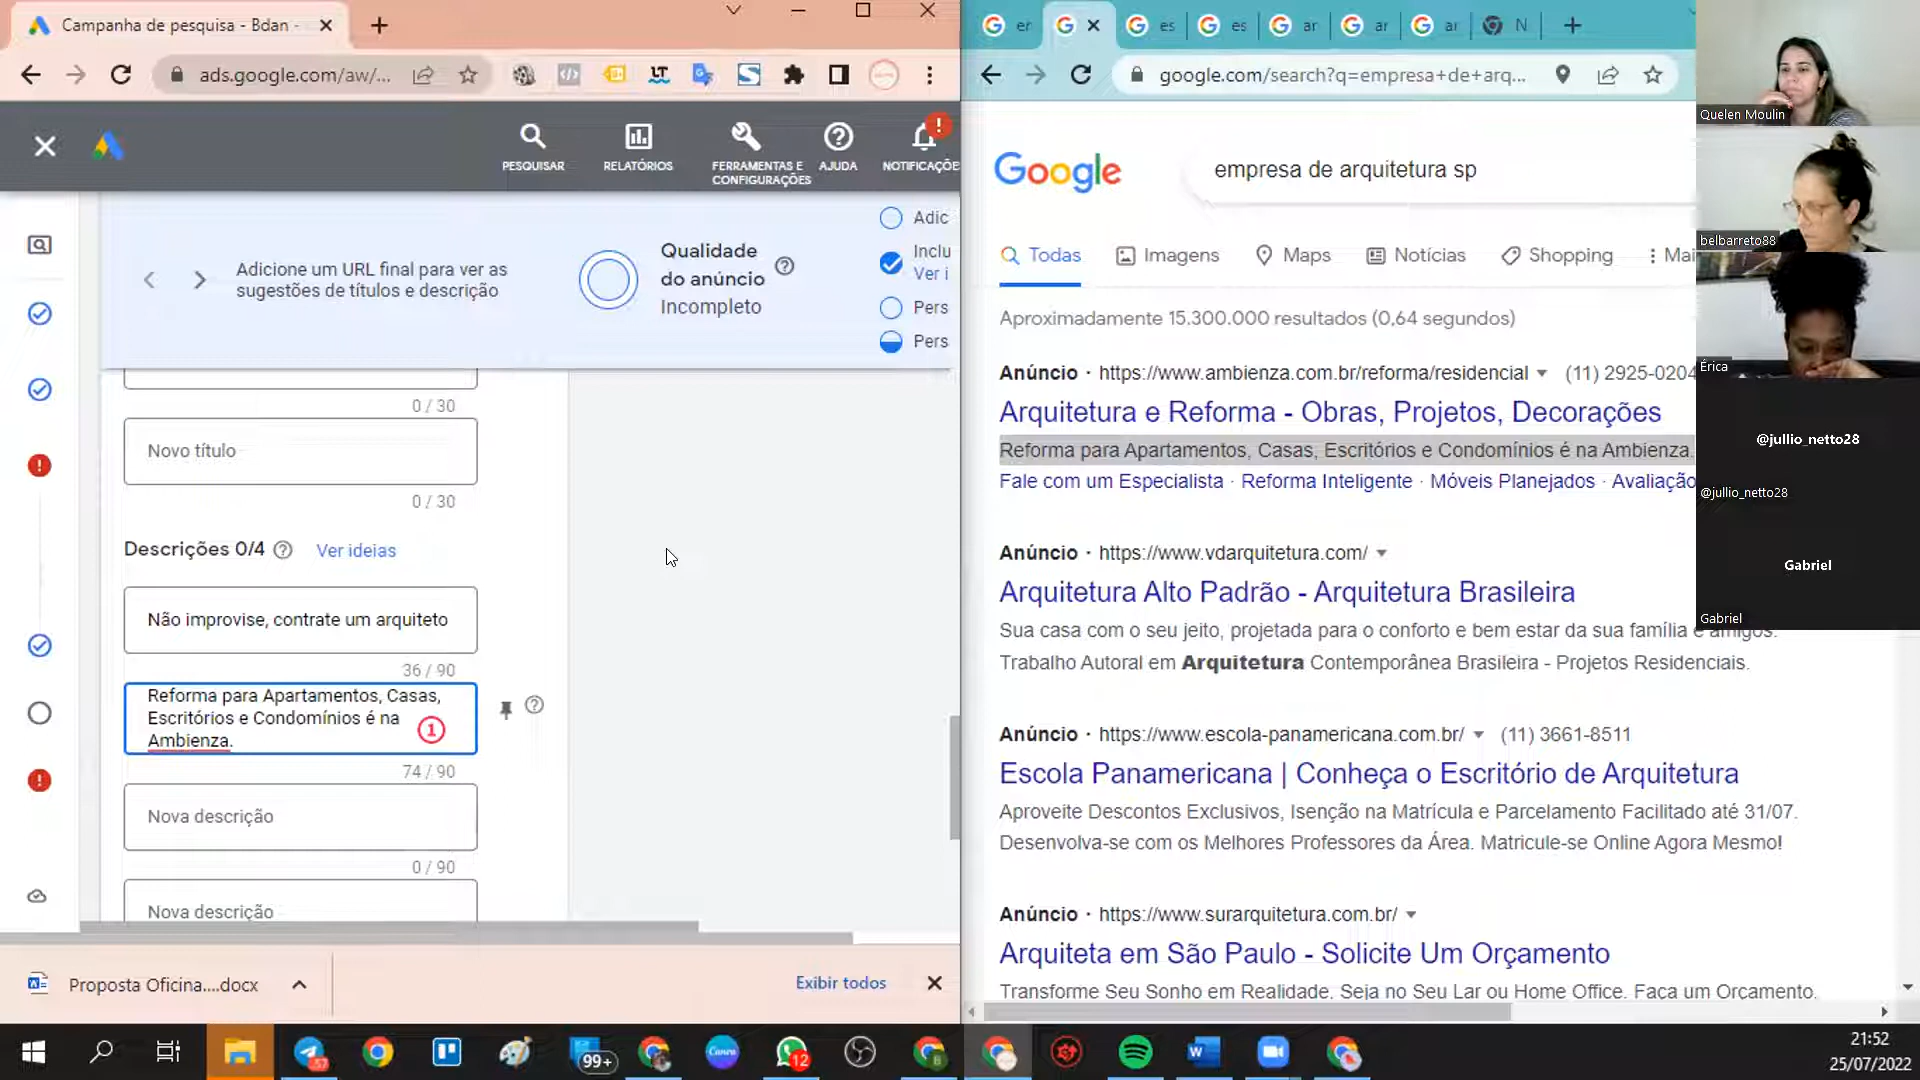 Campanha de pesquisa - Bdan -
ads.google.com/aw/...
PESQUISAR
RELATÓRIOS
FERRAMENTAS E
CONFIGURAÇÕES
AJUDA
NOTIFICAÇÕE
Adicione um URL final para ver as
sugestões de títulos e descrição
Qualidade
do anúncio
Incompleto
Adic
Inclu
Ver i
Pers
Pers
0 / 30
Novo título
0 / 30
Descrições 0/4
Ver ideias
Não improvise, contrate um arquiteto
36 / 90
Reforma para Apartamentos, Casas,
Escritórios e Condomínios é na
Ambienza.
1
74 / 90
Nova descrição
0 / 90
Nova descrição
Proposta Oficina....docx
Exibir todos
er
es
es
ar
ar
ar
N
google.com/search?q=empresa+de+arq...
Google
empresa de arquitetura sp
Todas
Imagens
Maps
Notícias
Shopping
Mai
Aproximadamente 15.300.000 resultados (0,64 segundos)
Anúncio · https://www.ambienza.com.br/reforma/residencial (11) 2925-0204
Arquitetura e Reforma - Obras, Projetos, Decorações
Reforma para Apartamentos, Casas, Escritórios e Condomínios é na Ambienza.
Fale com um Especialista · Reforma Inteligente · Móveis Planejados · Avaliação
Anúncio · https://www.vdarquitetura.com/
Arquitetura Alto Padrão - Arquitetura Brasileira
Sua casa com o seu jeito, projetada para o conforto e bem estar da sua família e amigos.
Trabalho Autoral em Arquitetura Contemporânea Brasileira - Projetos Residenciais.
Anúncio · https://www.escola-panamericana.com.br/ (11) 3661-8511
Escola Panamericana | Conheça o Escritório de Arquitetura
Aproveite Descontos Exclusivos, Isenção na Matrícula e Parcelamento Facilitado até 31/07.
Desenvolva-se com os Melhores Professores da Área. Matricule-se Online Agora Mesmo!
Anúncio · https://www.surarquitetura.com.br/
Arquiteta em São Paulo - Solicite Um Orçamento
Transforme Seu Sonho em Realidade. Seja no Seu Lar ou Home Office. Faça um Orçamento.
Quelen Moulin
belbarreto88
Érica
@jullio_netto28
@jullio_netto28
Gabriel
Gabriel
99+
Canva
12
21:52
25/07/2022